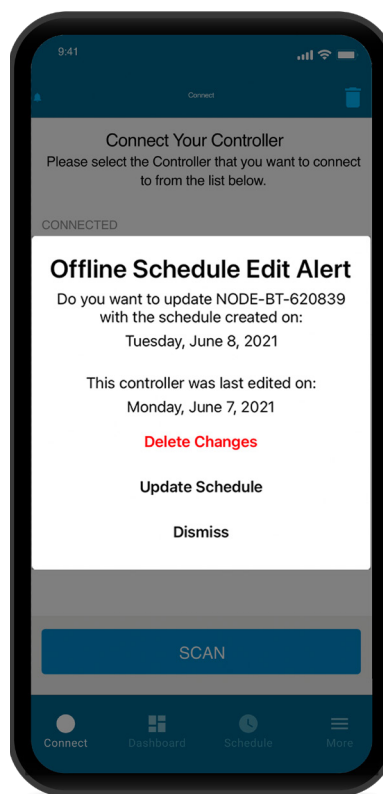 9:41
Connect
Connect Your Controller
Please select the Controller that you want to connect
to from the list below.
CONNECTED
Offline Schedule Edit Alert
Do you want to update NODE-BT-620839
with the schedule created on:
Tuesday, June 8, 2021
This controller was last edited on:
Monday, June 7, 2021
Delete Changes
Update Schedule
Dismiss
SCAN
Connect Dashboard Schedule More